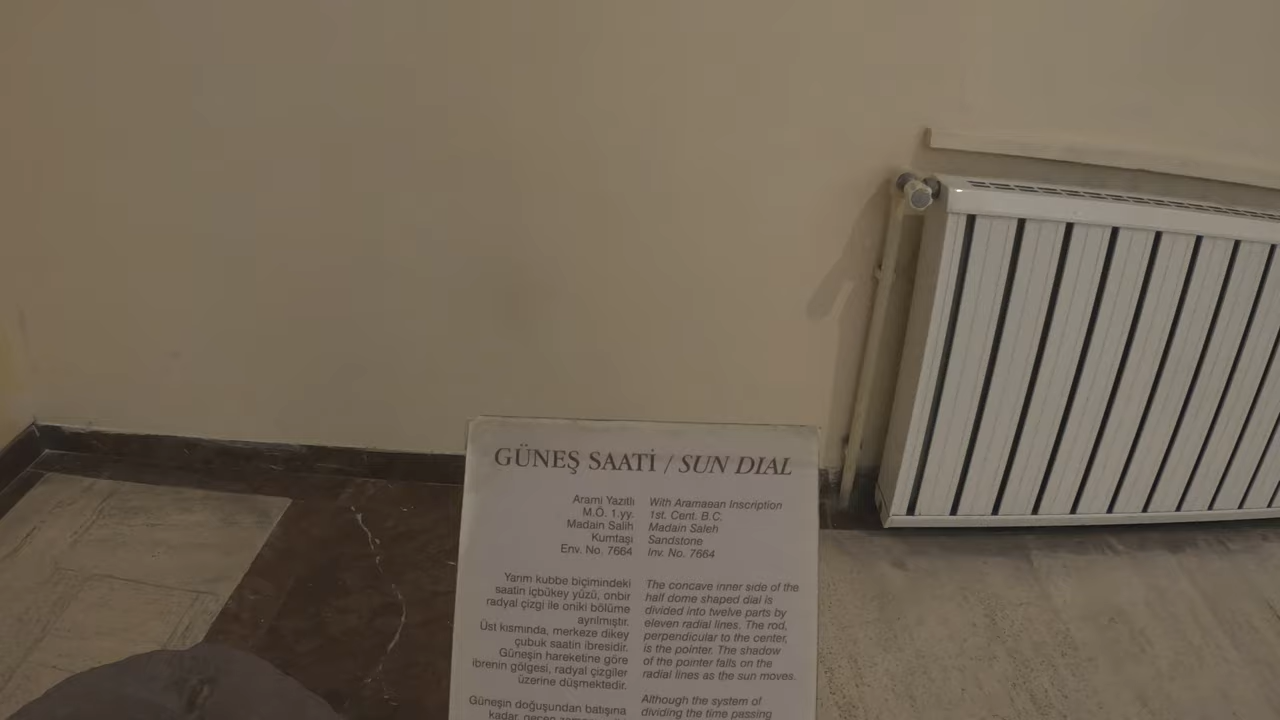 GÜNEŞ SAATİ / SUN DIAL
Arami Yazıtlı
M.Ö. 1.yy.
Madain Salih
Kumtaşı
Env. No. 7664
With Aramaean Inscription
1st. Cent. B.C.
Madain Saleh
Sandstone
Inv. No. 7664
Yarım kubbe biçimindeki
saatin içbükey yüzü, onbir
radyal çizgi ile oniki bölüme
ayrılmıştır.
Üst kısmında, merkeze dikey
çubuk saatin ibresidir.
Güneşin hareketine göre
ibrenin gölgesi, radyal çizgiler
üzerine düşmektedir.
The concave inner side of the
half dome shaped dial is
divided into twelve parts by
eleven radial lines. The rod,
perpendicular to the center,
is the pointer. The shadow
of the pointer falls on the
radial lines as the sun moves.
Güneşin doğuşundan batışına
kadar, geçen
Although the system of
dividing the time passing